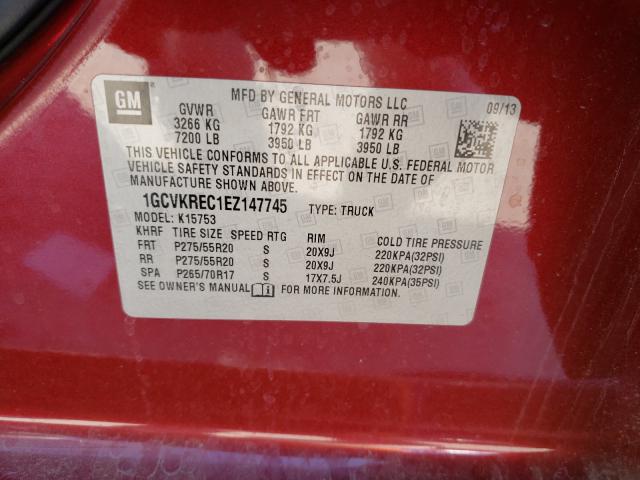 GM
MFD BY GENERAL MOTORS LLC
09/13
GVWR GAWR FRT GAWR RR
3266 KG 1792 KG 1792 KG
7200 LB 3950 LB 3950 LB
THIS VEHICLE CONFORMS TO ALL APPLICABLE U.S. FEDERAL MOTOR
VEHICLE SAFETY STANDARDS IN EFFECT ON THE DATE OF
MANUFACTURE SHOWN ABOVE.
1GCVKREC1EZ147745 TYPE: TRUCK
MODEL: K15753
KHRF TIRE SIZE SPEED RTG RIM COLD TIRE PRESSURE
FRT P275/55R20 S 20X9J 220KPA(32PSI)
RR P275/55R20 S 20X9J 220KPA(32PSI)
SPA P265/70R17 S 17X7.5J 240KPA(35PSI)
SEE OWNER'S MANUAL FOR MORE INFORMATION